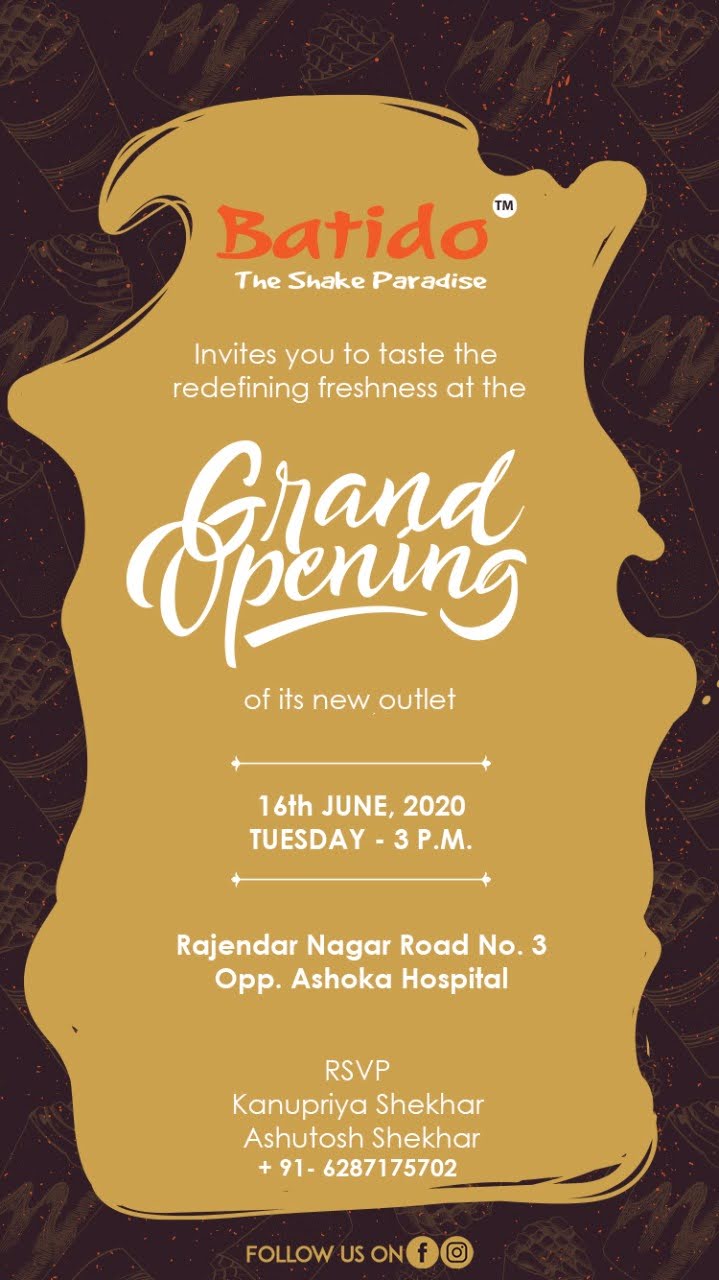 Batido TM
The Shake Paradise
Invites you to taste the
redefining freshness at the
Grand
Opening
of its new outlet
16th JUNE, 2020
TUESDAY - 3 P.M.
Rajendar Nagar Road No. 3
Opp. Ashoka Hospital
RSVP
Kanupriya Shekhar
Ashutosh Shekhar
+ 91- 6287175702
FOLLOW US ON